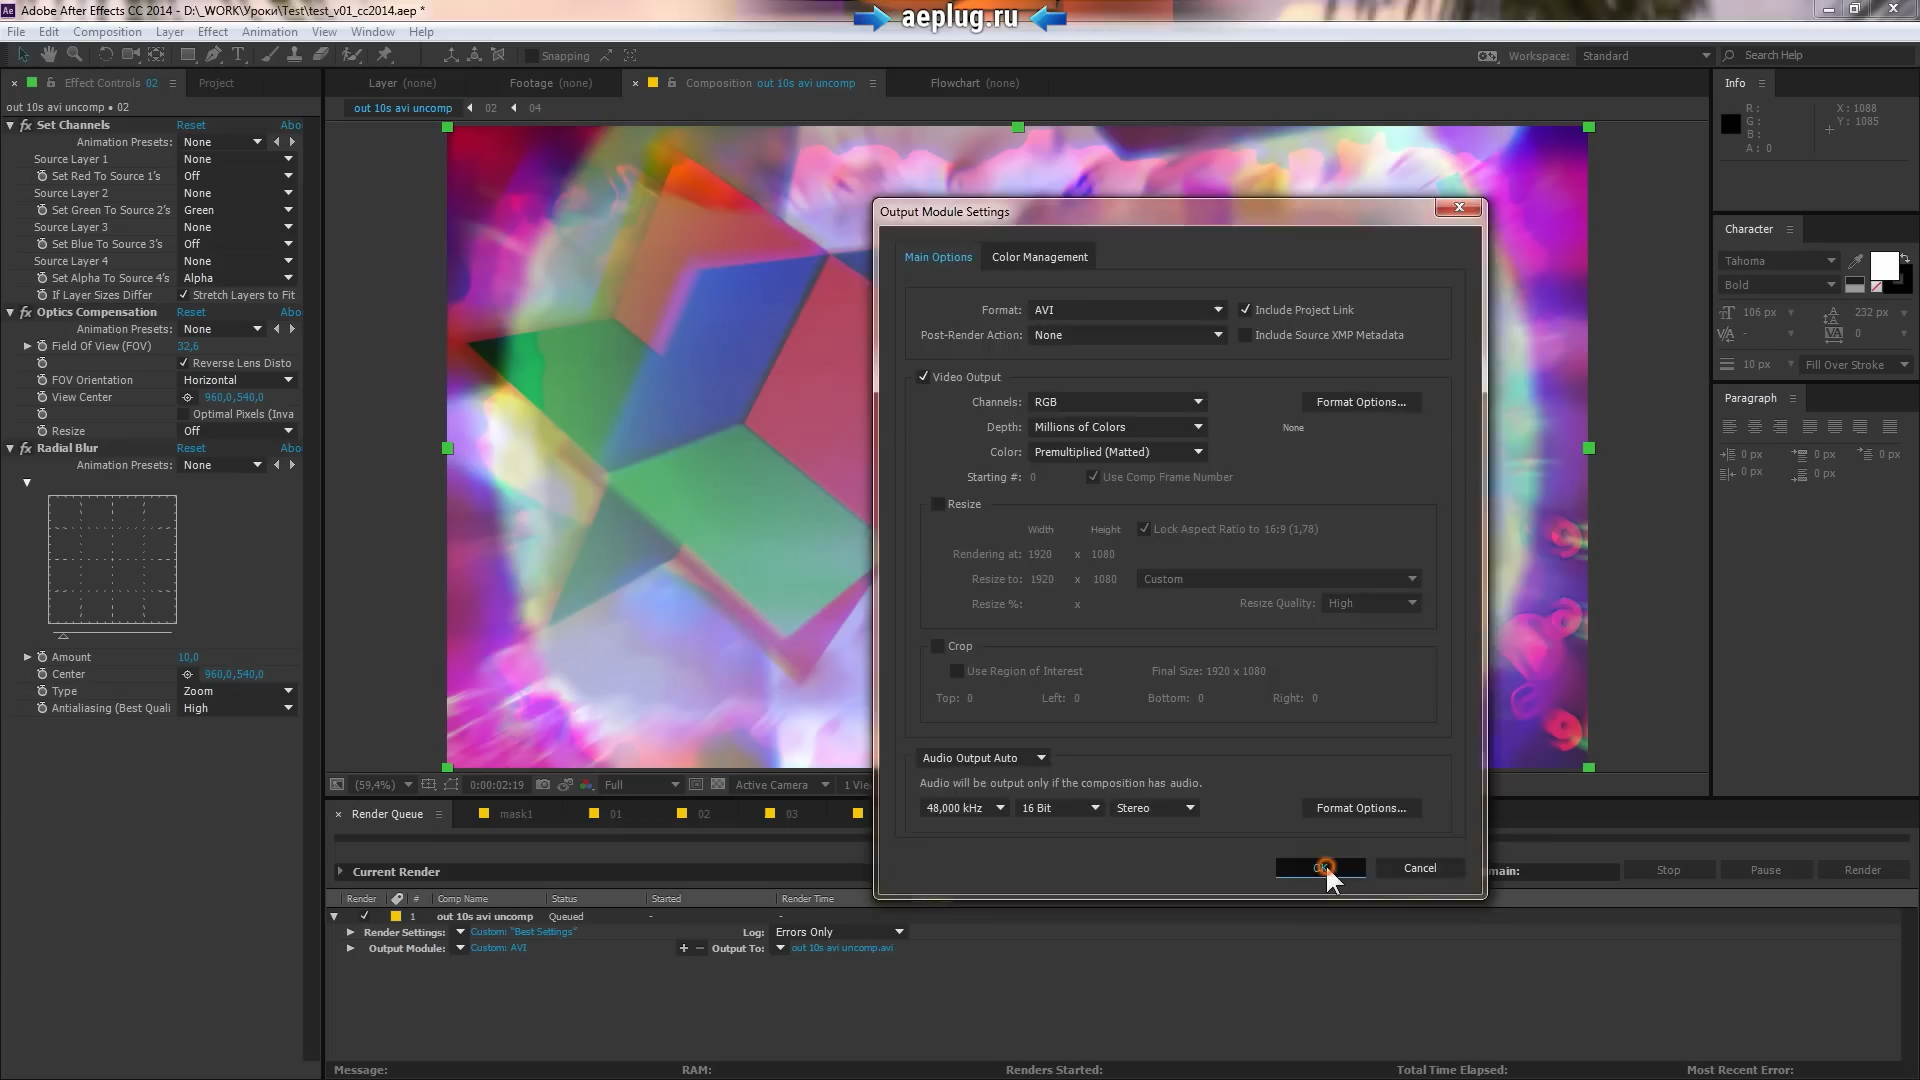 Adobe After Effects CC 2014 - D:\_WORK\Уроки\Test\test_v01_cc2014.aep *
aeplug.ru
File Edit Composition Layer Effect Animation View Window Help
Snapping
Workspace: Standard
Search Help
Effect Controls 02
Project
Layer (none)
Footage (none)
Composition out 10s avi uncomp
Flowchart (none)
out 10s avi uncomp • 02
out 10s avi uncomp 02 04
fx Set Channels Reset Abo
Animation Presets: None
Source Layer 1 None
Set Red To Source 1's Off
Source Layer 2 None
Set Green To Source 2's Green
Source Layer 3 None
Set Blue To Source 3's Off
Source Layer 4 None
Set Alpha To Source 4's Alpha
If Layer Sizes Differ Stretch Layers to Fit
fx Optics Compensation Reset Abo
Animation Presets: None
Field Of View (FOV) 32,6
Reverse Lens Disto
FOV Orientation Horizontal
View Center 960,0,540,0
Optimal Pixels (Inva
Resize Off
fx Radial Blur Reset Abo
Animation Presets: None
Amount 10,0
Center 960,0,540,0
Type Zoom
Antialiasing (Best Quali High
Output Module Settings
Main Options
Color Management
Format: AVI
Include Project Link
Post-Render Action: None
Include Source XMP Metadata
Video Output
Channels: RGB
Format Options...
Depth: Millions of Colors
None
Color: Premultiplied (Matted)
Starting #: 0
Use Comp Frame Number
Resize
Width Height Lock Aspect Ratio to 16:9 (1,78)
Rendering at: 1920 x 1080
Resize to: 1920 x 1080 Custom
Resize %: x
Resize Quality: High
Crop
Use Region of Interest
Final Size: 1920 x 1080
Top: 0 Left: 0 Bottom: 0 Right: 0
Audio Output Auto
Audio will be output only if the composition has audio.
48,000 kHz 16 Bit Stereo
Format Options...
Cancel
Info
R:
G:
B:
A: 0
X: 1088
Y: 1085
Character
Tahoma
Bold
106 px 232 px
0
10 px Fill Over Stroke
Paragraph
0 px 0 px 0 px
0 px 0 px
(59,4%) 0:00:02:19 Full Active Camera 1 Vie
Render Queue mask1 01 02 03
Current Render
main:
Stop Pause Render
Render # Comp Name Status Started Render Time
1 out 10s avi uncomp Queued - -
Render Settings: Custom: "Best Settings" Log: Errors Only
Output Module: Custom: AVI + − Output To: out 10s avi uncomp.avi
Message: RAM: Renders Started: Total Time Elapsed: Most Recent Error: